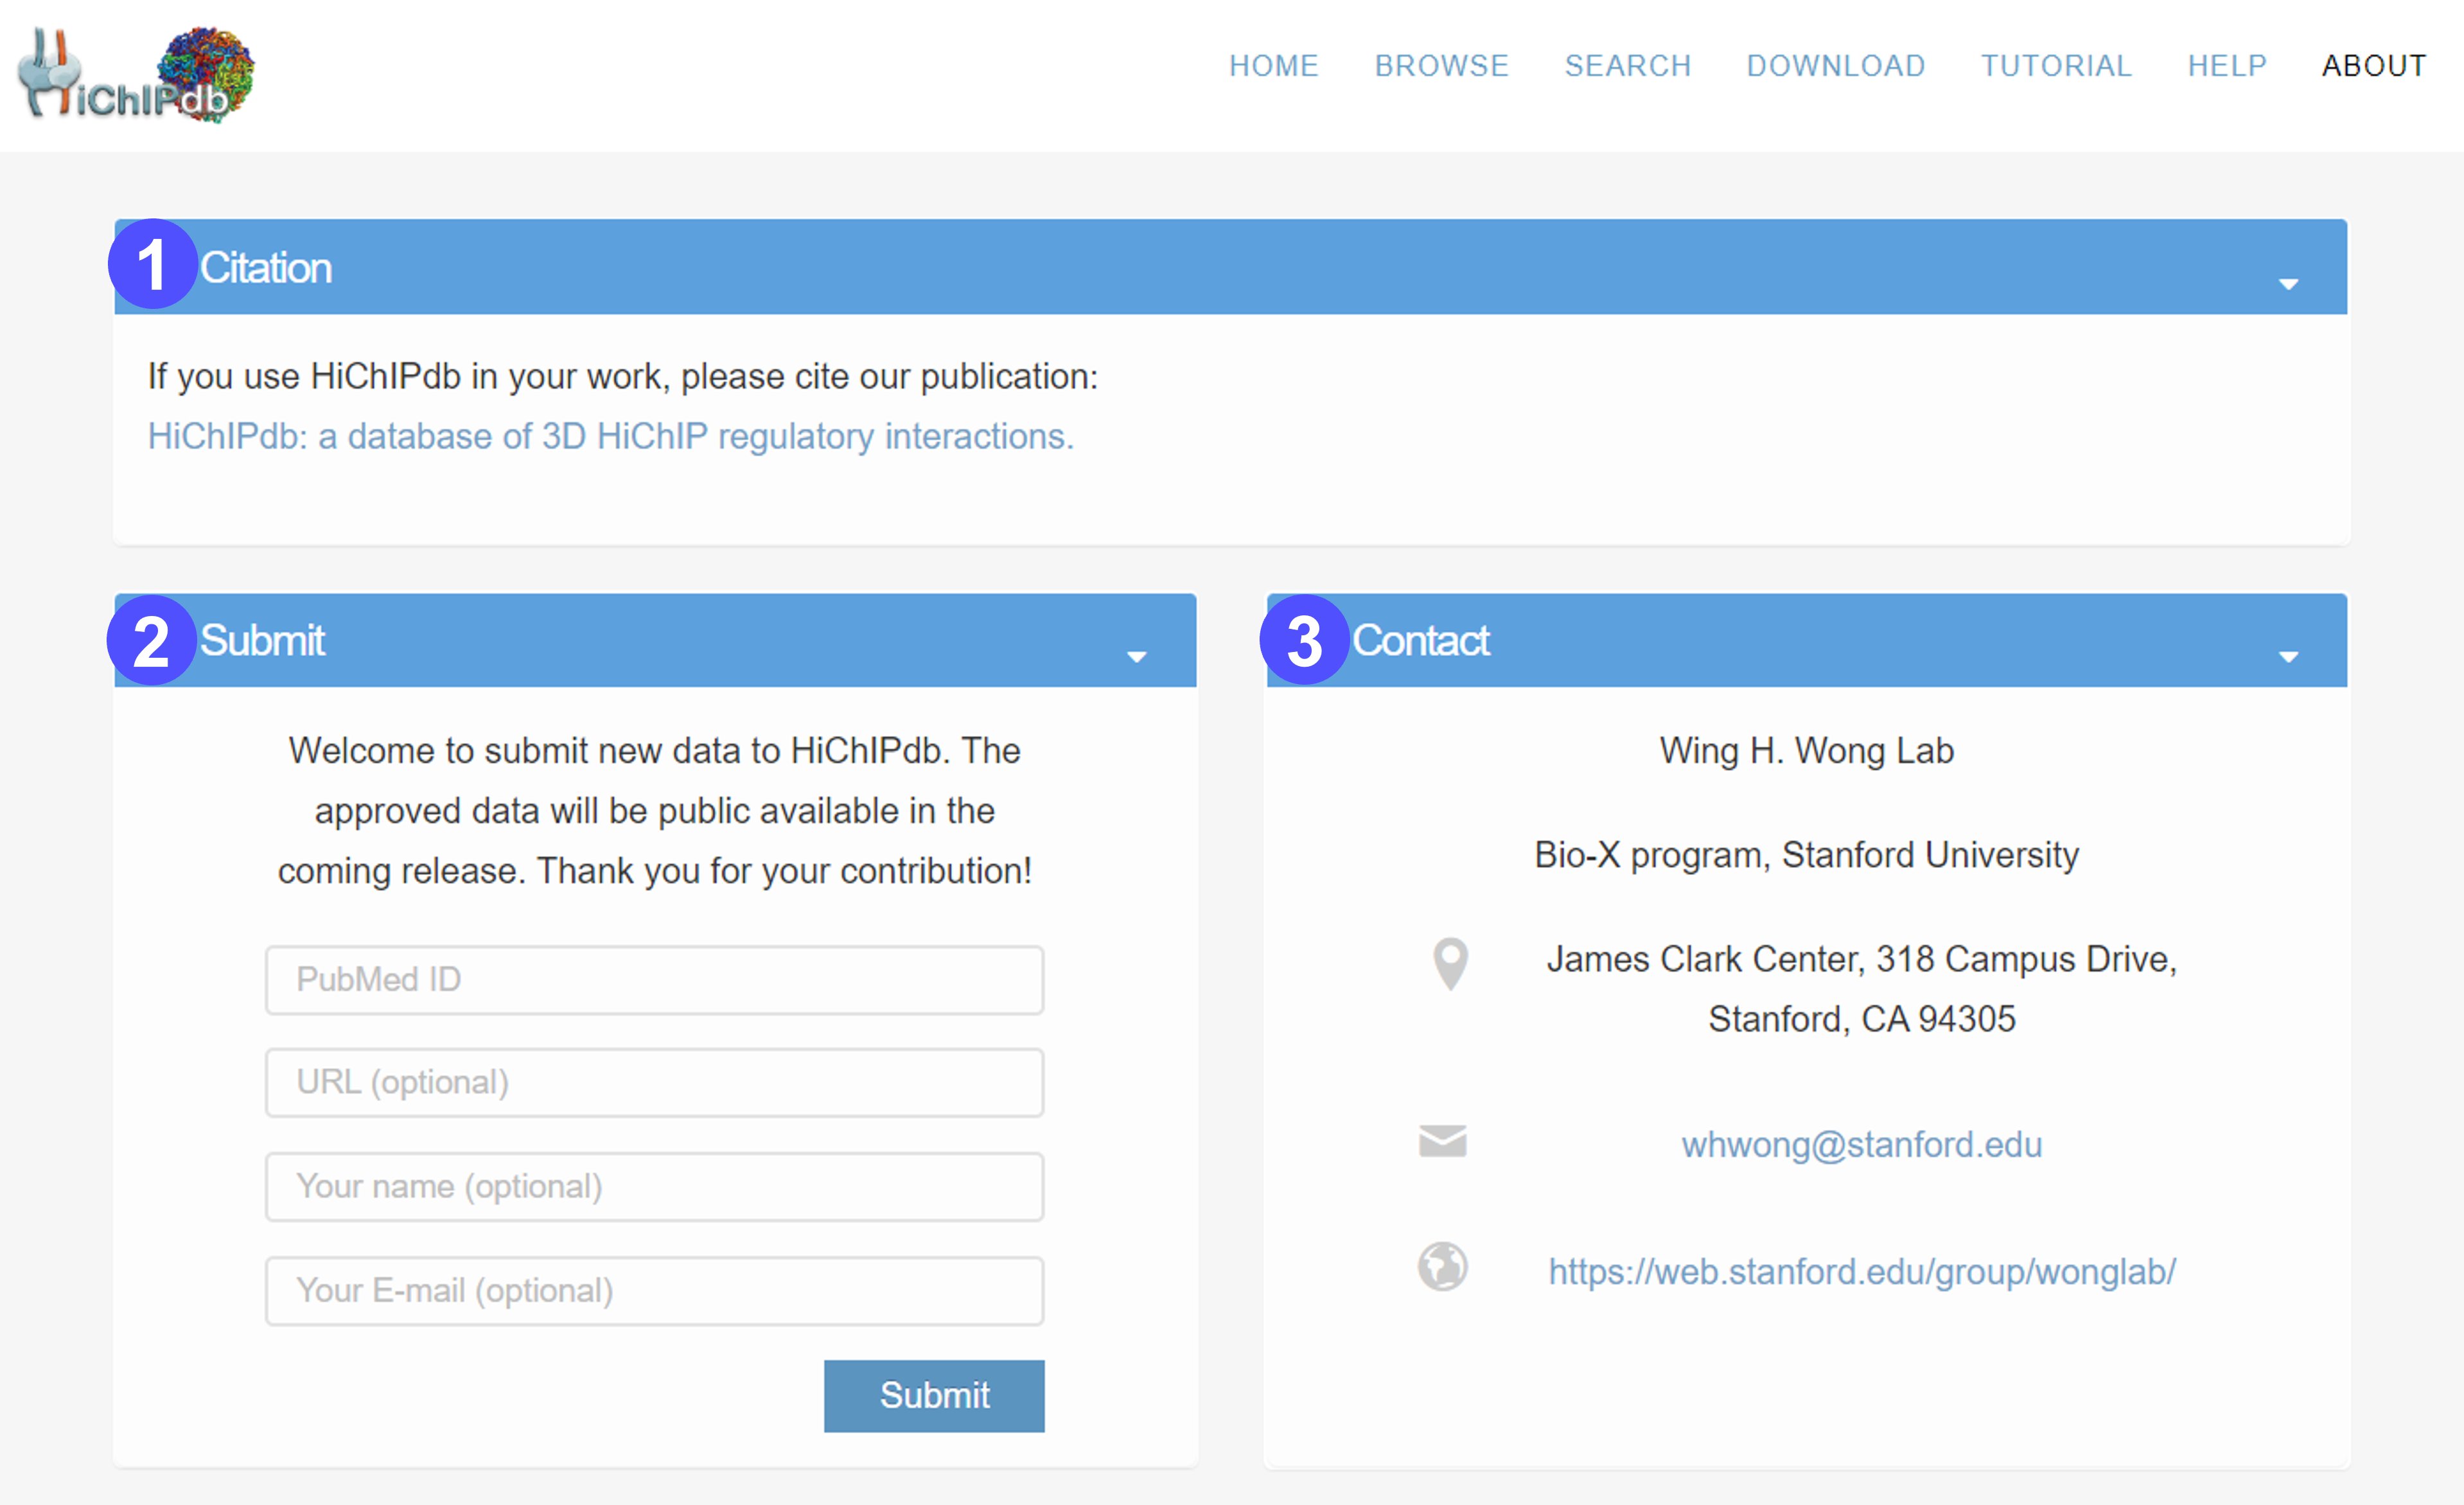 iChIPdb
HOME BROWSE SEARCH DOWNLOAD TUTORIAL HELP ABOUT
1 Citation
If you use HiChIPdb in your work, please cite our publication:
HiChIPdb: a database of 3D HiChIP regulatory interactions.
2 Submit
Welcome to submit new data to HiChIPdb. The
approved data will be public available in the
coming release. Thank you for your contribution!
PubMed ID
URL (optional)
Your name (optional)
Your E-mail (optional)
Submit
3 Contact
Wing H. Wong Lab
Bio-X program, Stanford University
James Clark Center, 318 Campus Drive,
Stanford, CA 94305
whwong@stanford.edu
https://web.stanford.edu/group/wonglab/